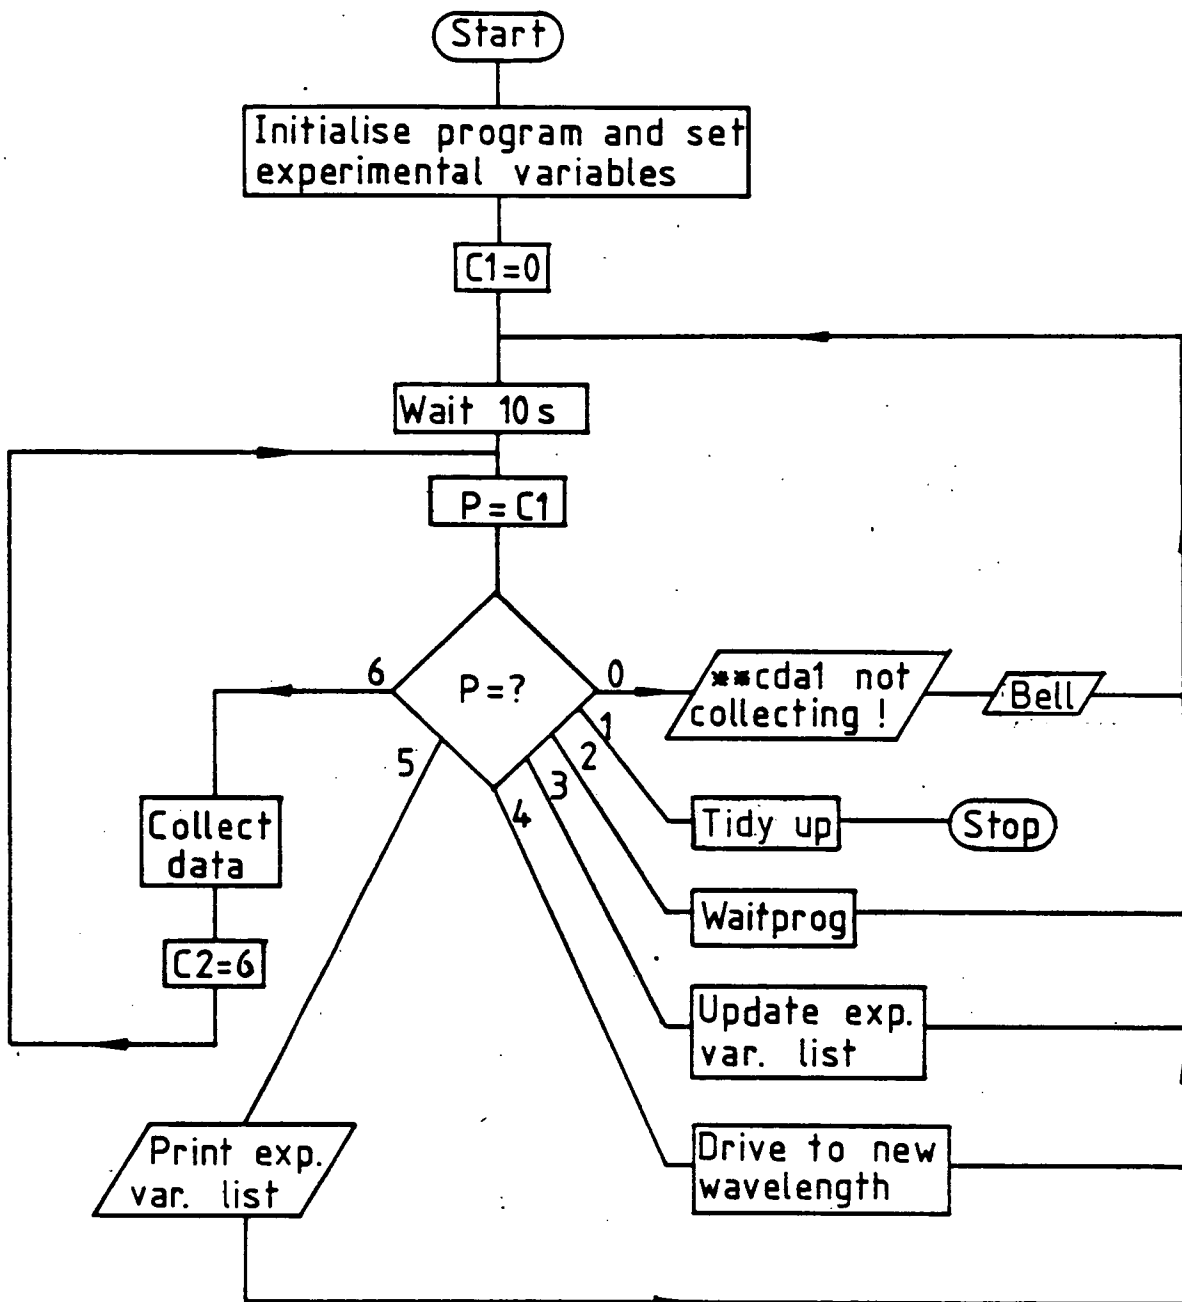 Start
Initialise program and set
experimental variables
C1=0
Wait 10s
P=C1
P=?
6
0
1
2
3
4
5
**cda1 not
collecting !
Bell
Tidy up
Stop
Collect
data
Waitprog
C2=6
Update exp.
var. list
Print exp.
var. list
Drive to new
wavelength